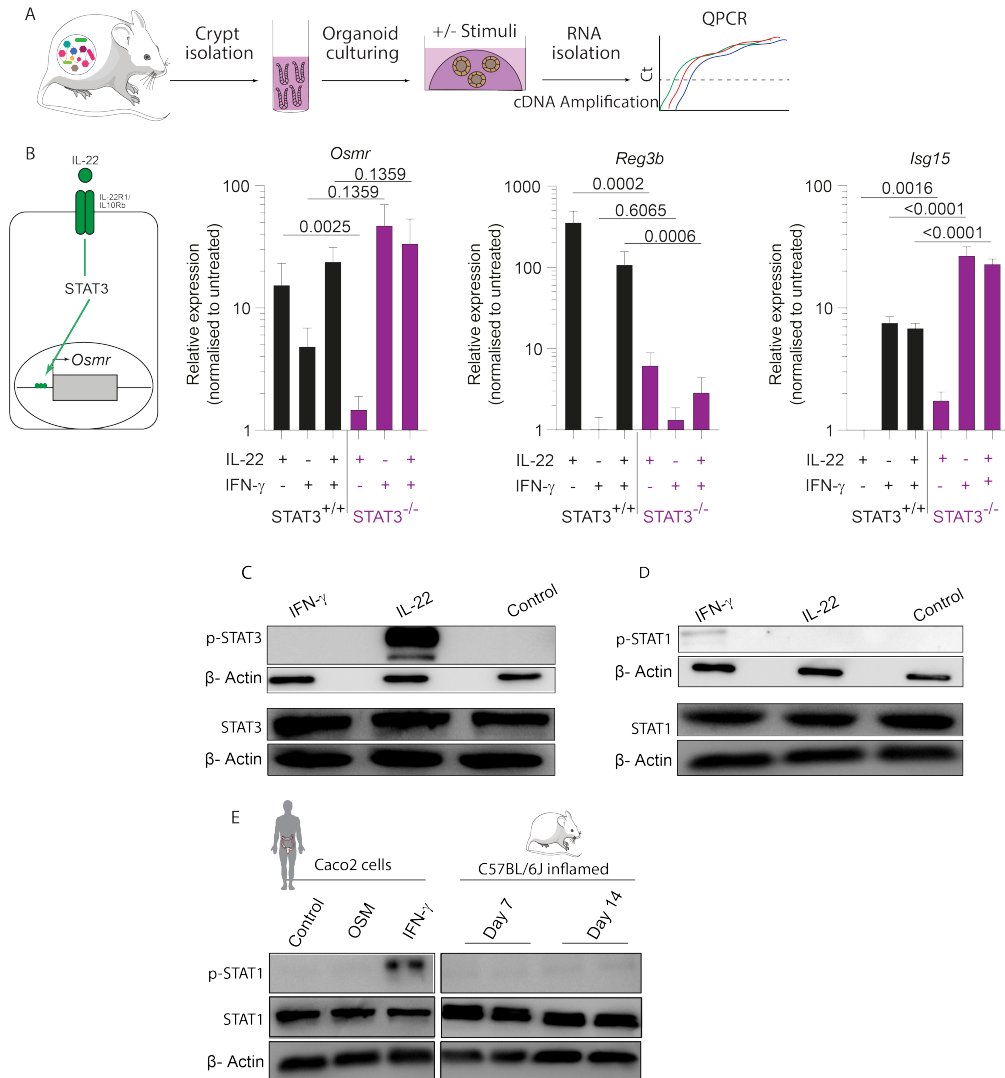 A
Crypt
isolation
Organoid
culturing
+/- Stimuli
RNA
isolation
cDNA Amplification
QPCR
Ct
B
IL-22
IL-22R1/
IL10Rb
STAT3
Osmr
Osmr
Relative expression
(normalised to untreated)
100
10
1
0.1359
0.1359
0.0025
IL-22 + - + + - +
IFN-γ - + + - + +
STAT3+/+ STAT3-/-
Reg3b
Relative expression
(normalised to untreated)
1000
100
10
1
0.0002
0.6065
0.0006
IL-22 + - + + - +
IFN-γ - + + - + +
STAT3+/+ STAT3-/-
Isg15
Relative expression
(normalised to untreated)
100
10
1
0.0016
<0.0001
<0.0001
IL-22 + - + + - +
IFN-γ - + + - + +
STAT3+/+ STAT3-/-
C
IFN-γ IL-22 Control
p-STAT3
β- Actin
STAT3
β- Actin
D
IFN-γ IL-22 Control
p-STAT1
β- Actin
STAT1
β- Actin
E
Caco2 cells
C57BL/6J inflamed
Control OSM IFN-γ Day 7 Day 14
p-STAT1
STAT1
β- Actin